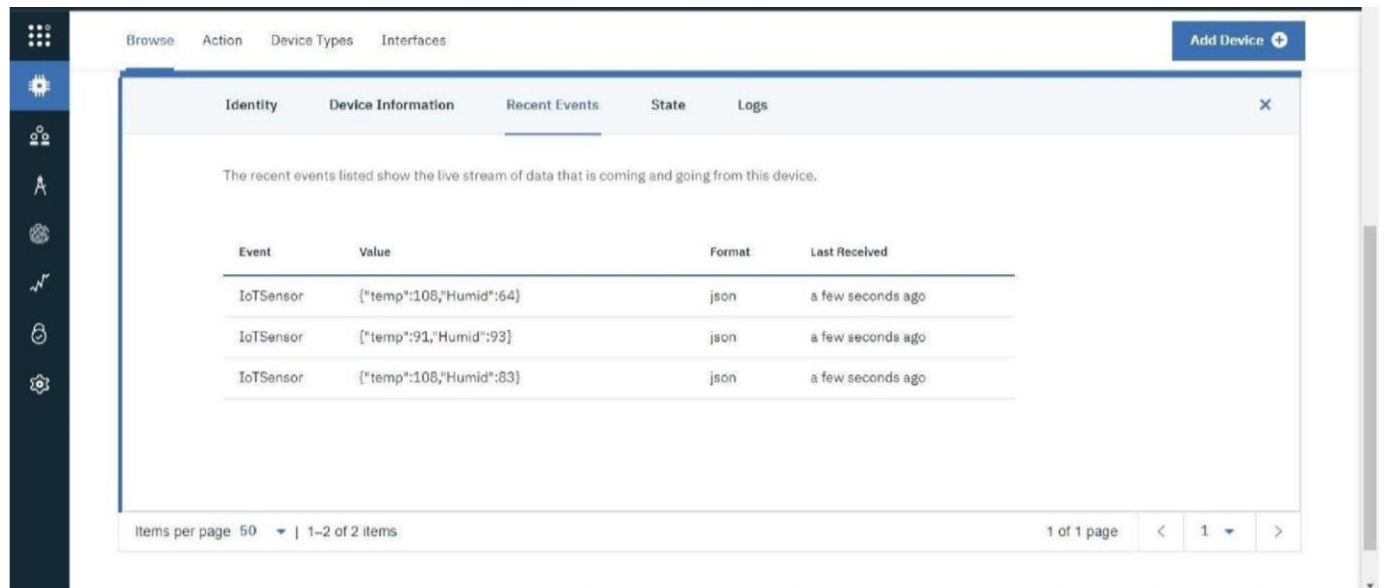 Browse Action Device Types Interfaces Add Device
Identity Device Information Recent Events State Logs
The recent events listed show the live stream of data that is coming and going from this device.
Event Value Format Last Received
IoTSensor {"temp":108,"Humid":64} json a few seconds ago
IoTSensor {"temp":91,"Humid":93} json a few seconds ago
IoTSensor {"temp":108,"Humid":83} json a few seconds ago
Items per page 50 | 1–2 of 2 items 1 of 1 page < 1 >